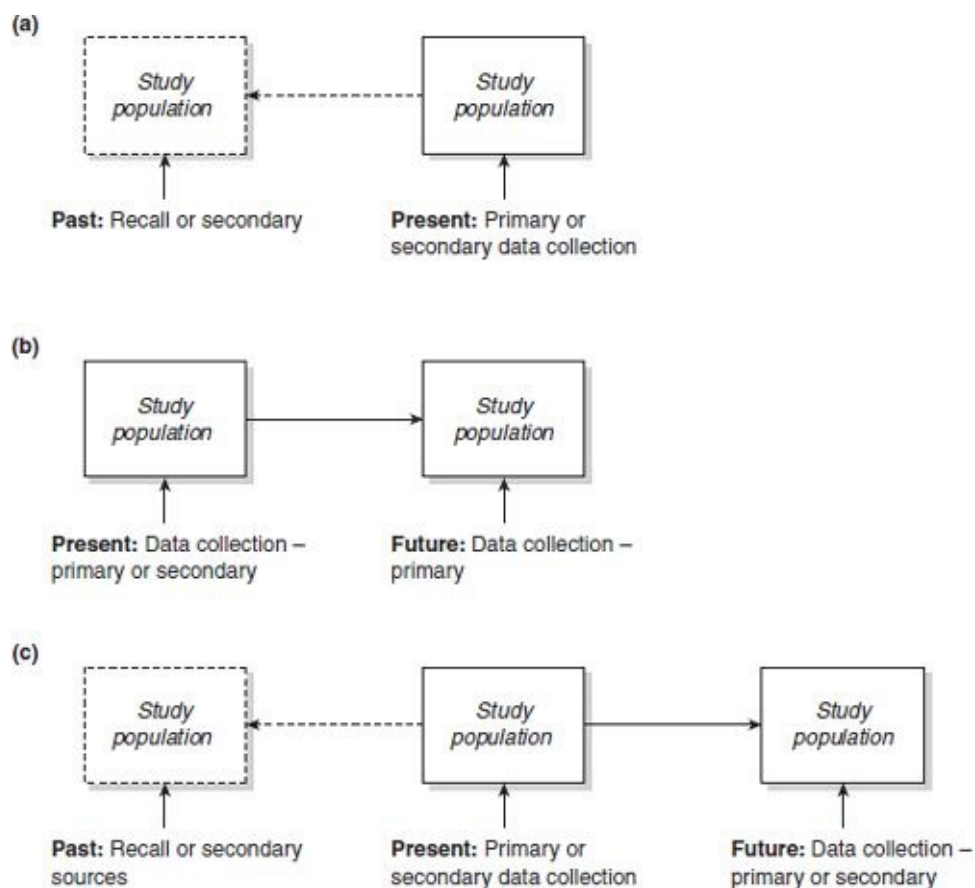 (a)
Study
population
Study
population
Past: Recall or secondary
Present: Primary or
secondary data collection
(b)
Study
population
Study
population
Present: Data collection –
primary or secondary
Future: Data collection –
primary
(c)
Study
population
Study
population
Study
population
Past: Recall or secondary
sources
Present: Primary or
secondary data collection
Future: Data collection –
primary or secondary